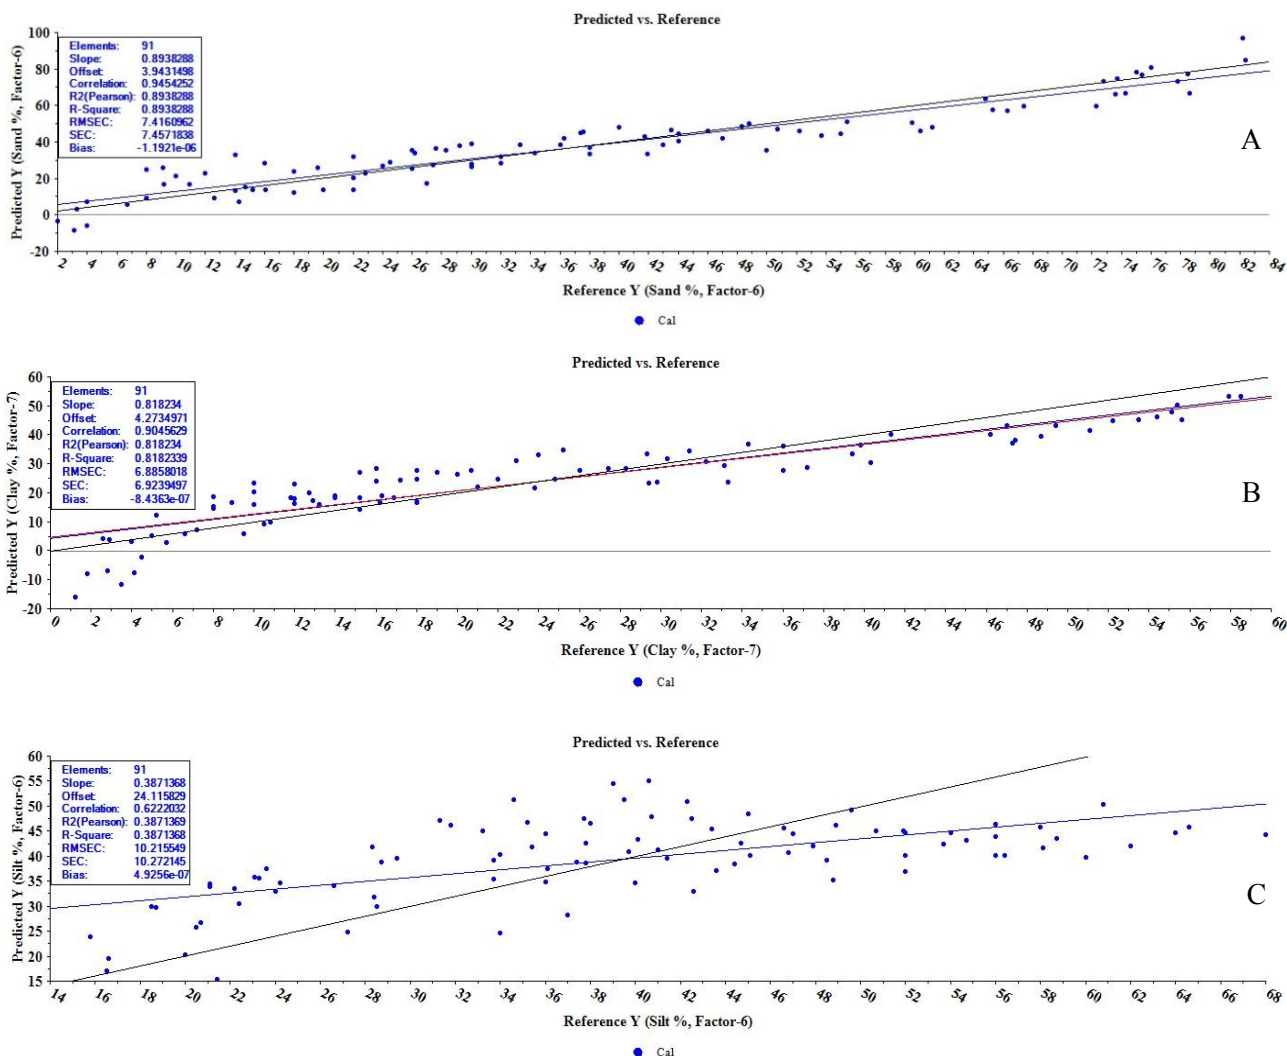 Predicted vs. Reference
Predicted Y (Sand %, Factor-6)
100
80
60
40
20
0
-20
Elements: 91
Slope: 0.8938288
Offset: 3.9431498
Correlation: 0.9454252
R2(Pearson): 0.8938288
R-Square: 0.8938288
RMSEC: 7.4160962
SEC: 7.4571838
Bias: -1.1921e-06
A
2 4 6 8 10 12 14 16 18 20 22 24 26 28 30 32 34 36 38 40 42 44 46 48 50 52 54 56 58 60 62 64 66 68 70 72 74 76 78 80 82 84
Reference Y (Sand %, Factor-6)
Cal
Predicted vs. Reference
Predicted Y (Clay %, Factor-7)
60
50
40
30
20
10
0
-10
-20
Elements: 91
Slope: 0.818234
Offset: 4.2734971
Correlation: 0.9045629
R2(Pearson): 0.818234
R-Square: 0.8182339
RMSEC: 6.8858018
SEC: 6.9239497
Bias: -8.4363e-07
B
0 2 4 6 8 10 12 14 16 18 20 22 24 26 28 30 32 34 36 38 40 42 44 46 48 50 52 54 56 58 60
Reference Y (Clay %, Factor-7)
Cal
Predicted vs. Reference
Predicted Y (Silt %, Factor-6)
60
55
50
45
40
35
30
25
20
15
Elements: 91
Slope: 0.3871368
Offset: 24.115829
Correlation: 0.6222032
R2(Pearson): 0.3871369
R-Square: 0.3871368
RMSEC: 10.215549
SEC: 10.272145
Bias: 4.9256e-07
C
14 16 18 20 22 24 26 28 30 32 34 36 38 40 42 44 46 48 50 52 54 56 58 60 62 64 66 68
Reference Y (Silt %, Factor-6)
Cal